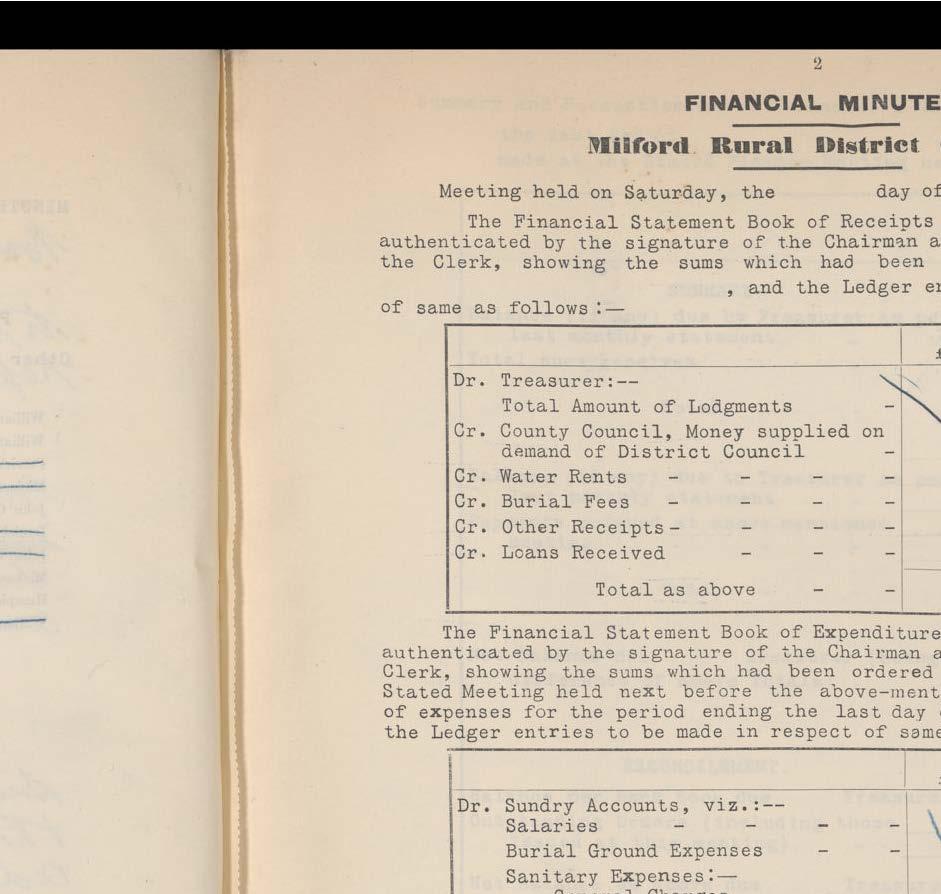 2
FINANCIAL MINUTE
Milford Rural District
Meeting held on Saturday, the day of
The Financial Statement Book of Receipts
authenticated by the signature of the Chairman a
the Clerk, showing the sums which had been
, and the Ledger en
of same as follows:—
£
Dr. Treasurer:--
Total Amount of Lodgments -
Cr. County Council, Money supplied on
demand of District Council -
Cr. Water Rents - - - -
Cr. Burial Fees - - - -
Cr. Other Receipts - - - -
Cr. Loans Received - - -
Total as above - -
The Financial Statement Book of Expenditure
authenticated by the signature of the Chairman a
Clerk, showing the sums which had been ordered
Stated Meeting held next before the above-ment
of expenses for the period ending the last day
the Ledger entries to be made in respect of same
Dr. Sundry Accounts, viz.:--
Salaries - - - -
Burial Ground Expenses - -
Sanitary Expenses:—
General Charges